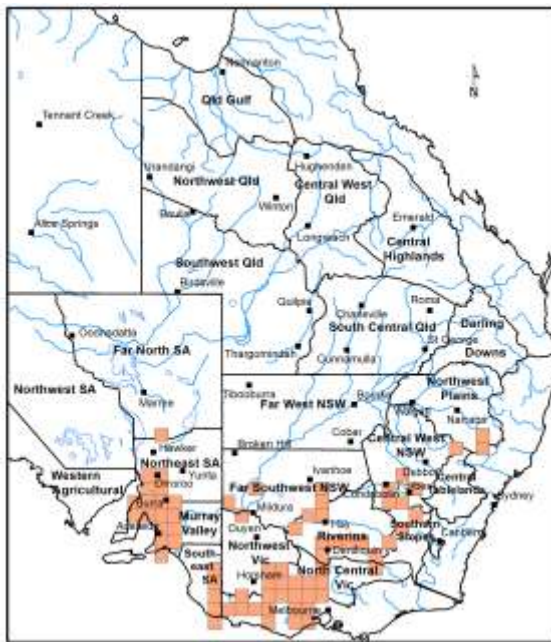 Normanton
Qld Gulf
Tennant Creek
Urandangi
Hughenden
Northwest Qld
Central West
Qld
Boulia
Winton
Alice Springs
Longreach
Emerald
Central
Highlands
Southwest Qld
Birdsville
Quilpie
Charleville
Roma
South Central Qld
Darling
Downs
St George
Thargomindah
Cunnamulla
Oodnadatta
Far North SA
Northwest SA
Marree
Tibooburra
Far West NSW
Bourke
Walgett
Northwest
Plains
Narrabri
Cobar
Central West
NSW
Broken Hill
Hawker
Northeast SA
Yunta
Western
Agricultural
Orroroo
Ivanhoe
Dubbo
Central
Tablelands
Sydney
Far Southwest NSW
Condobolin
Burra
Murray
Valley
Adelaide
Mildura
Ouyen
Hay
Riverina
Southern
Slopes
Canberra
Northwest
Vic
Deniliquin
South-
east
SA
Horsham
North Central
Vic
Melbourne